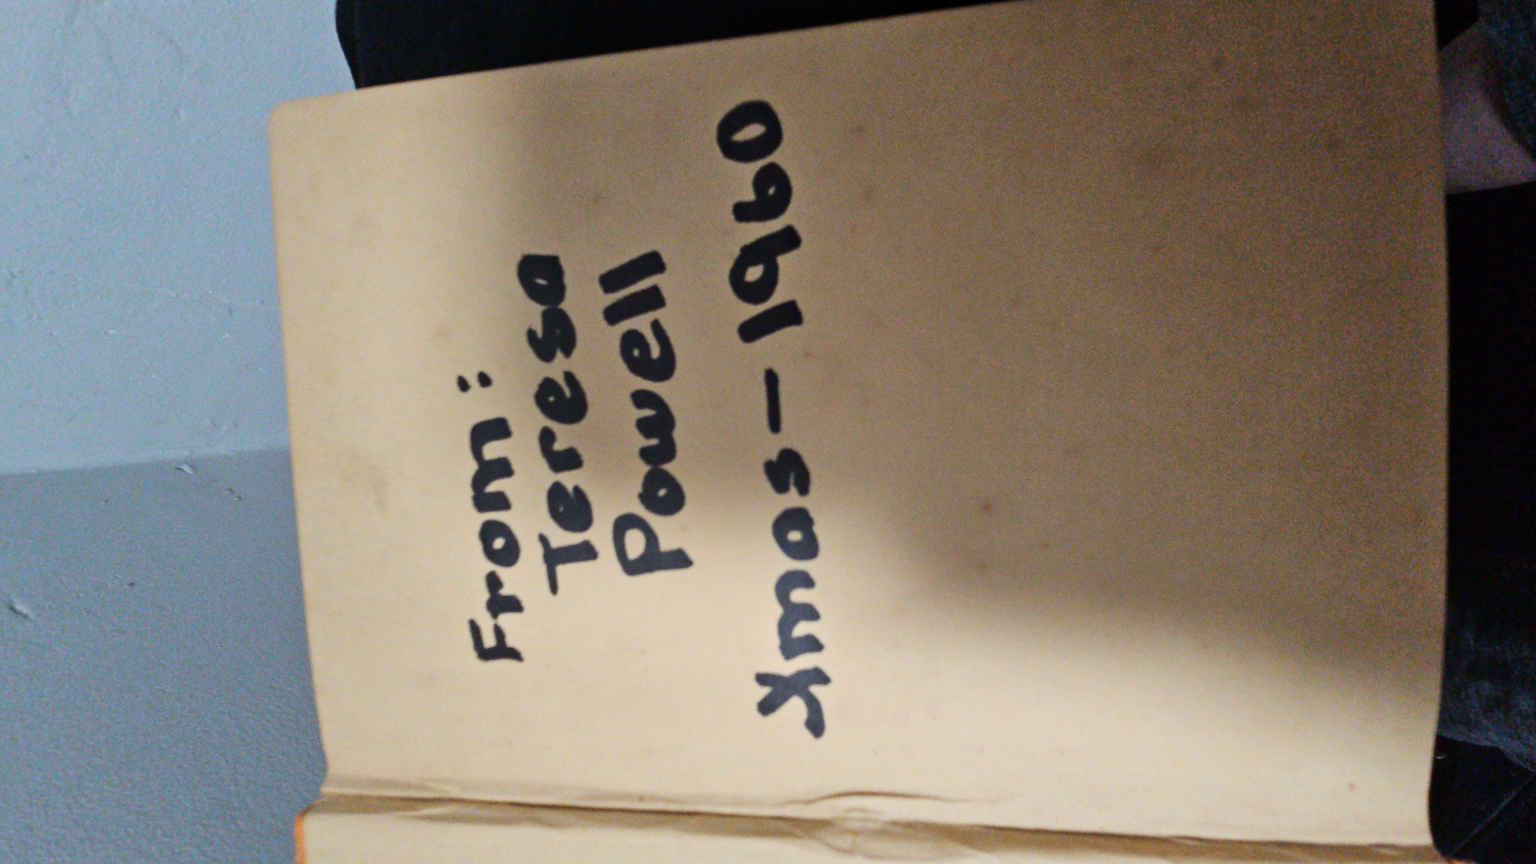 From:
Teresa
Powell
Xmas-1960